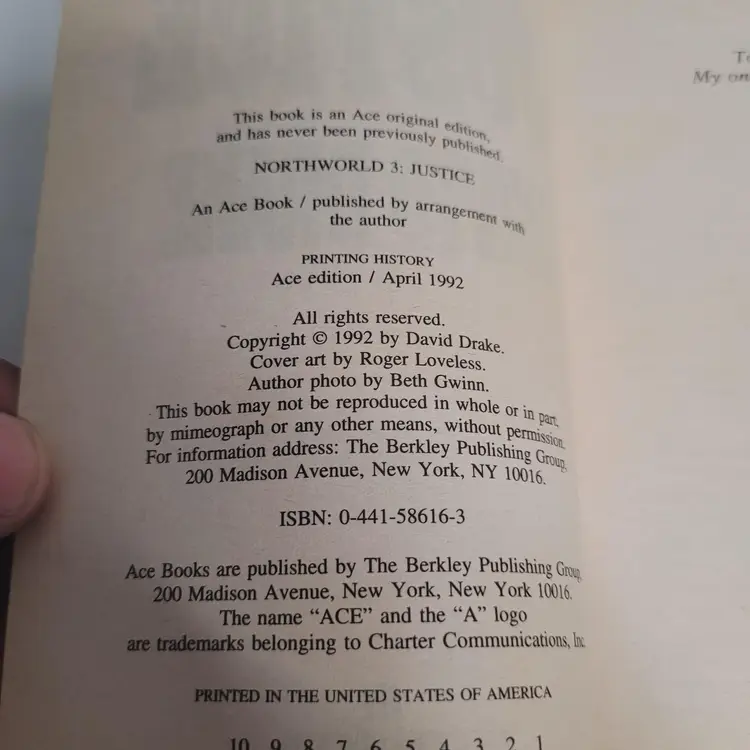 This book is an Ace original edition,
and has never been previously published.
NORTHWORLD 3: JUSTICE
An Ace Book / published by arrangement with
the author
PRINTING HISTORY
Ace edition / April 1992
All rights reserved.
Copyright © 1992 by David Drake.
Cover art by Roger Loveless.
Author photo by Beth Gwinn.
This book may not be reproduced in whole or in part,
by mimeograph or any other means, without permission.
For information address: The Berkley Publishing Group,
200 Madison Avenue, New York, NY 10016.
ISBN: 0-441-58616-3
Ace Books are published by The Berkley Publishing Group,
200 Madison Avenue, New York, New York 10016.
The name “ACE” and the “A” logo
are trademarks belonging to Charter Communications, Inc.
PRINTED IN THE UNITED STATES OF AMERICA
10 9 8 7 6 5 4 3 2 1
My